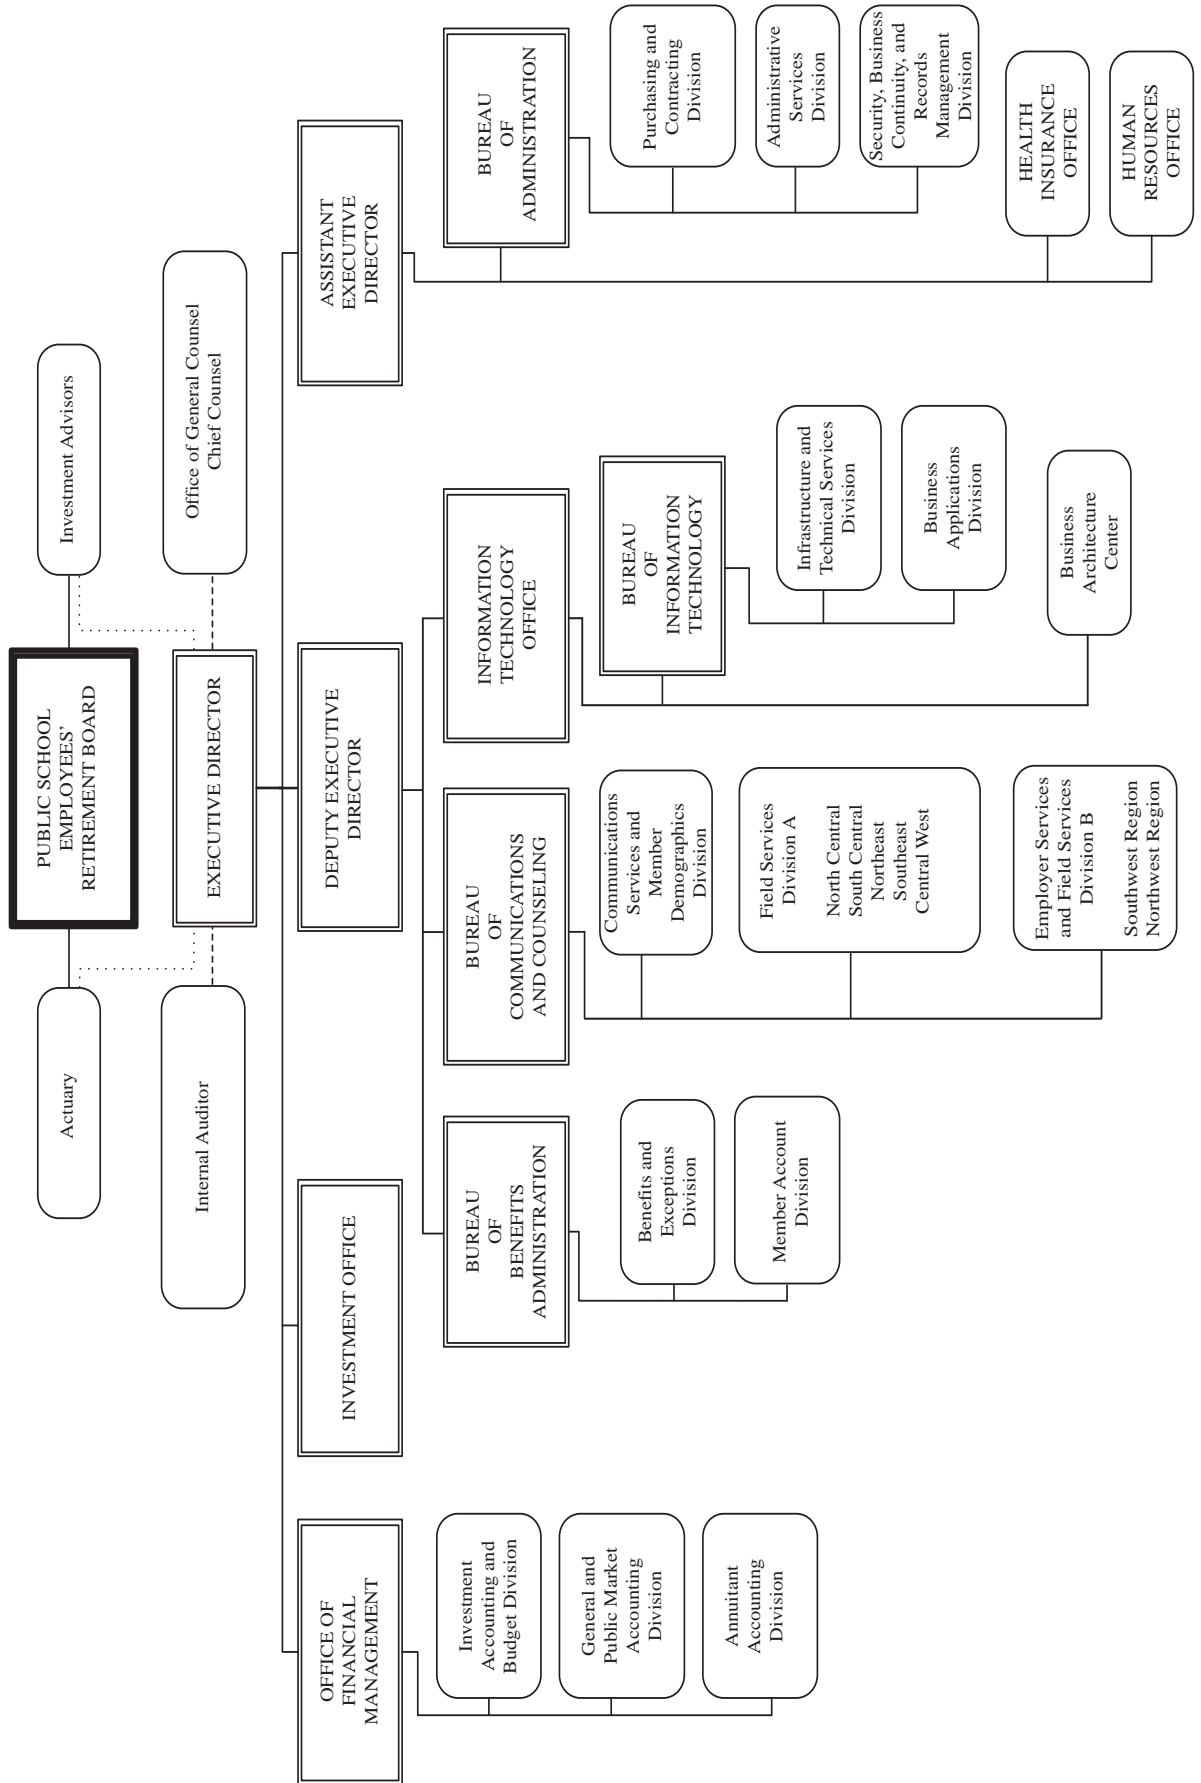 PUBLIC SCHOOL
EMPLOYEES'
RETIREMENT BOARD
Actuary
Investment Advisors
EXECUTIVE DIRECTOR
Internal Auditor
Office of General Counsel
Chief Counsel
OFFICE OF
FINANCIAL
MANAGEMENT
Investment
Accounting and
Budget Division
General and
Public Market
Accounting
Division
Annuitant
Accounting
Division
INVESTMENT OFFICE
DEPUTY EXECUTIVE
DIRECTOR
BUREAU
OF
BENEFITS
ADMINISTRATION
Benefits and
Exceptions
Division
Member Account
Division
BUREAU
OF
COMMUNICATIONS
AND COUNSELING
Communications
Services and
Member
Demographics
Division
Field Services
Division A
North Central
South Central
Northeast
Southeast
Central West
Employer Services
and Field Services
Division B
Southwest Region
Northwest Region
INFORMATION
TECHNOLOGY
OFFICE
BUREAU
OF
INFORMATION
TECHNOLOGY
Infrastructure and
Technical Services
Division
Business
Applications
Division
Business
Architecture
Center
ASSISTANT
EXECUTIVE
DIRECTOR
BUREAU
OF
ADMINISTRATION
Purchasing and
Contracting
Division
Administrative
Services
Division
Security, Business
Continuity, and
Records
Management
Division
HEALTH
INSURANCE
OFFICE
HUMAN
RESOURCES
OFFICE